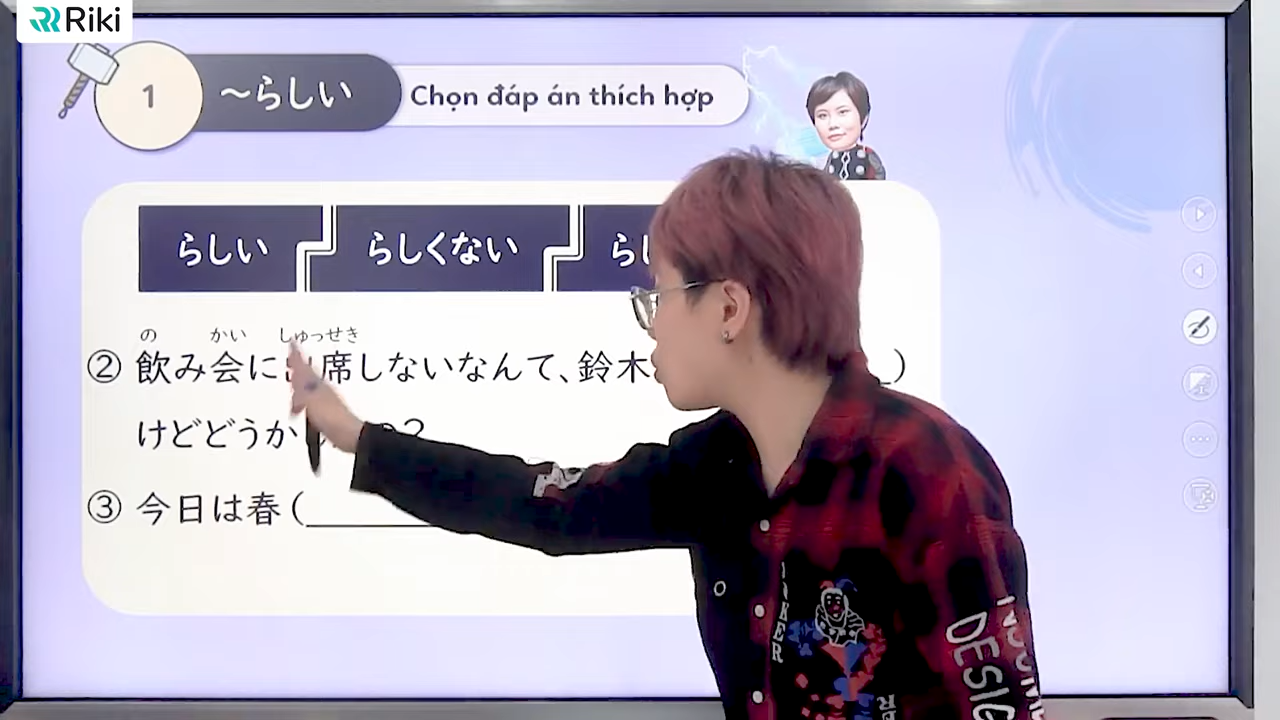 Riki
1
～らしい
Chọn đáp án thích hợp
らしい
らしくない
らし
の かい しゅっせき
② 飲み会に出席しないなんて、鈴木 )
けどどうか ?
③ 今日は春(
JOKER
DESIG